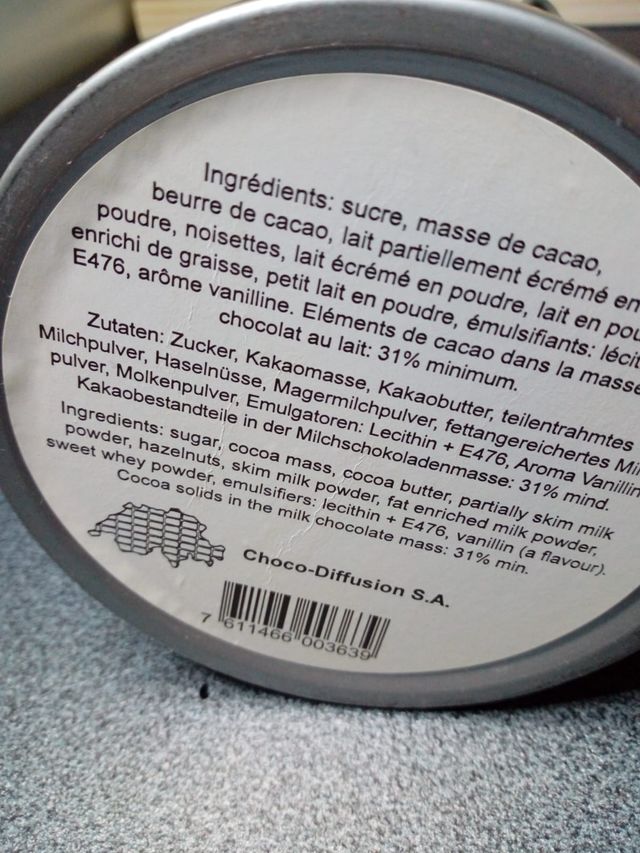 Ingrédients: sucre, masse de cacao,
beurre de cacao, lait partiellement écrémé en
poudre, noisettes, lait écrémé en poudre, lait en pou
enrichi de graisse, petit lait en poudre, émulsifiants: lécit
E476, arôme vanilline. Eléments de cacao dans la masse
chocolat au lait: 31% minimum.
Zutaten: Zucker, Kakaomasse, Kakaobutter, teilentrahmtes
Milchpulver, Haselnüsse, Magermilchpulver, fettangereichertes Mi
pulver, Molkenpulver, Emulgatoren: Lecithin + E476, Aroma Vanillin
Kakaobestandteile in der Milchschokoladenmasse: 31% mind.
Ingredients: sugar, cocoa mass, cocoa butter, partially skim milk
powder, hazelnuts, skim milk powder, fat enriched milk powder,
sweet whey powder, emulsifiers: lecithin + E476, vanillin (a flavour).
Cocoa solids in the milk chocolate mass: 31% min.
Choco-Diffusion S.A.
7 611466 003639